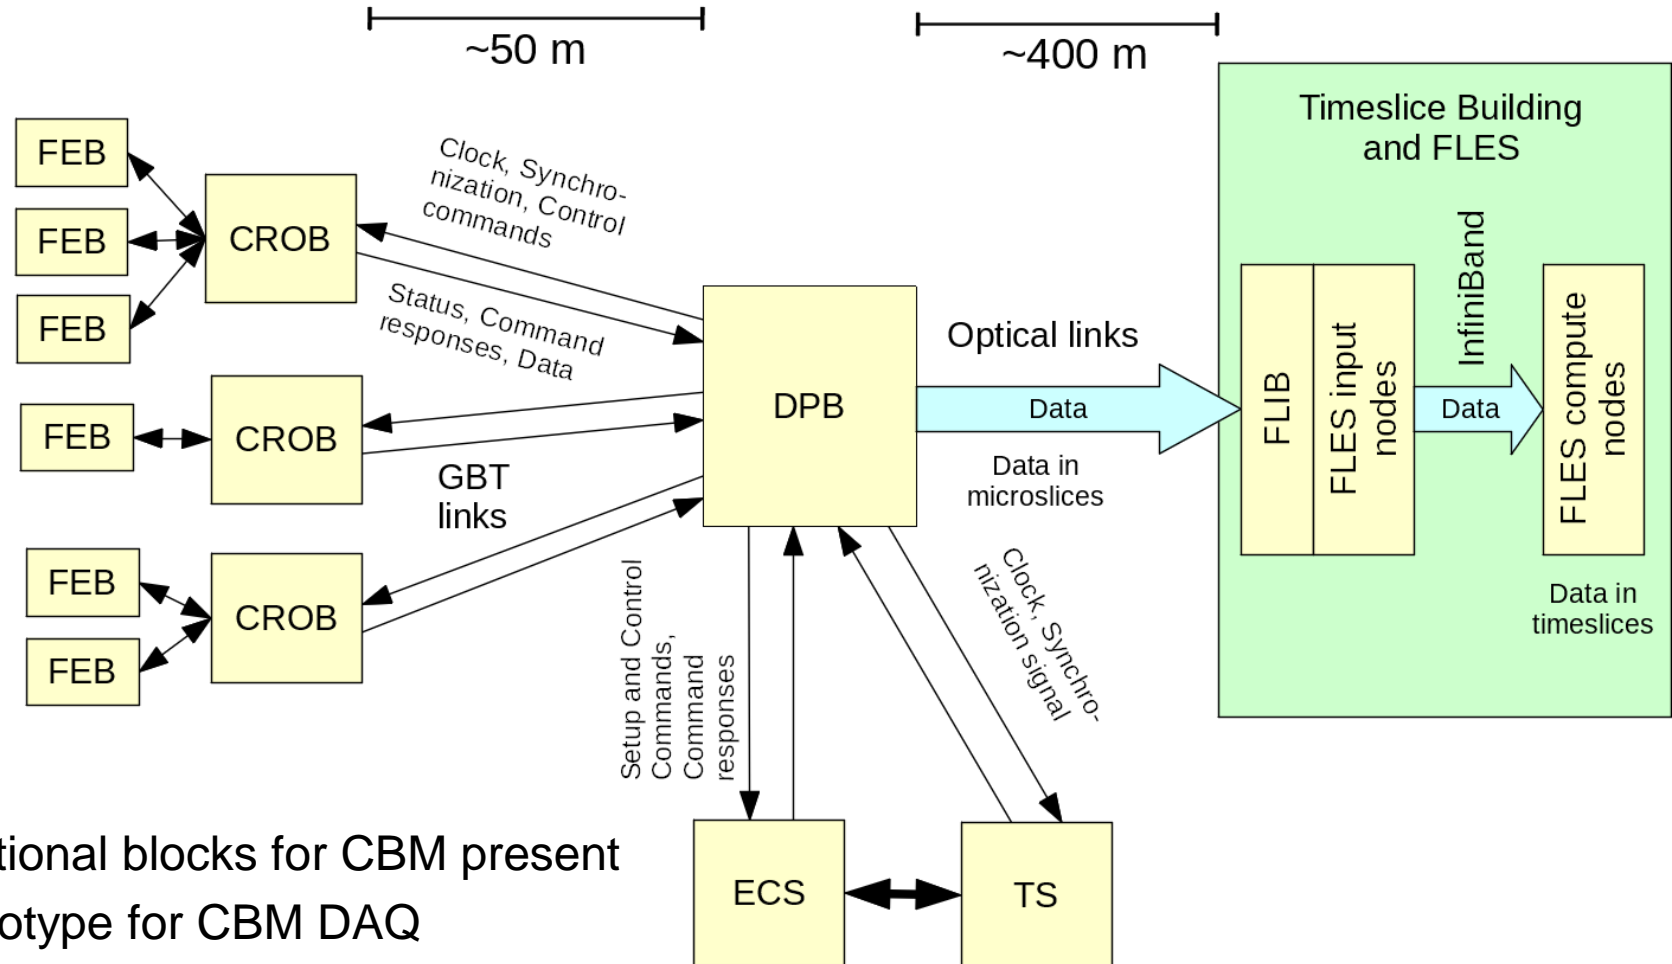 ~50 m
~400 m
Timeslice Building
and FLES
FEB
FEB
FEB
CROB
Clock, Synchro-
nization, Control
commands
Status, Command
responses, Data
FEB
CROB
GBT
links
FEB
FEB
CROB
DPB
Optical links
Data
Data in
microslices
FLIB
FLES input
nodes
InfiniBand
Data
FLES compute
nodes
Data in
timeslices
Setup and Control
Commands,
Command
responses
Clock, Synchro-
nization signal
ECS
TS
tional blocks for CBM present
otype for CBM DAQ